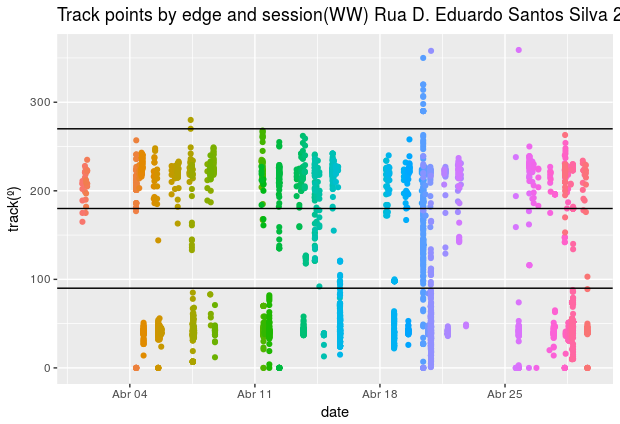 Track points by edge and session(WW) Rua D. Eduardo Santos Silva 2
track(º)
300
200
100
0
Abr 04
Abr 11
Abr 18
Abr 25
date